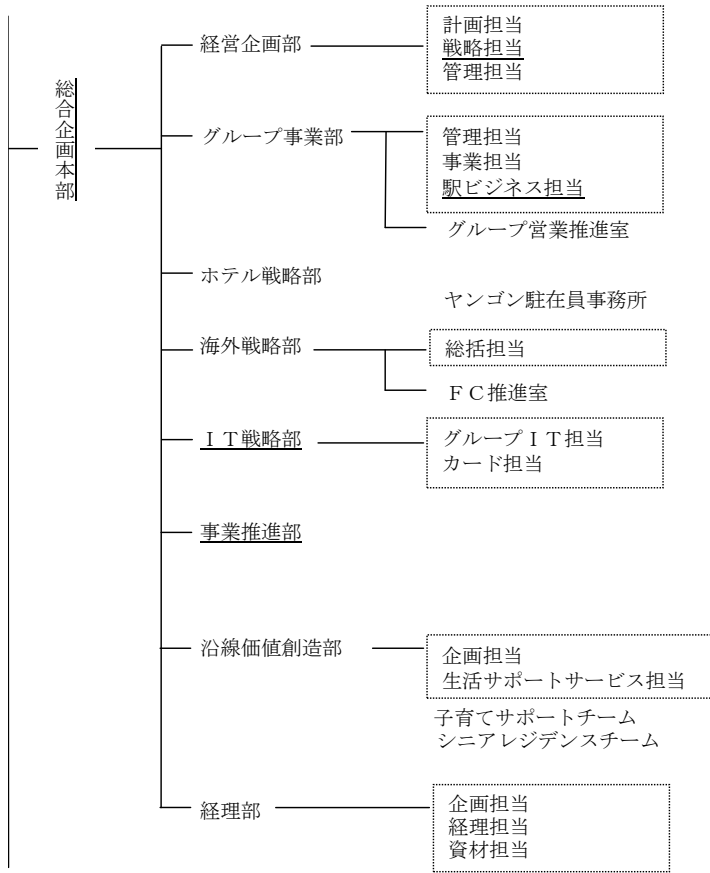 総合企画本部
経営企画部
計画担当
戦略担当
管理担当
グループ事業部
管理担当
事業担当
駅ビジネス担当
グループ営業推進室
ホテル戦略部
ヤンゴン駐在員事務所
海外戦略部
総括担当
ＦＣ推進室
ＩＴ戦略部
グループＩＴ担当
カード担当
事業推進部
沿線価値創造部
企画担当
生活サポートサービス担当
子育てサポートチーム
シニアレジデンスチーム
経理部
企画担当
経理担当
資材担当